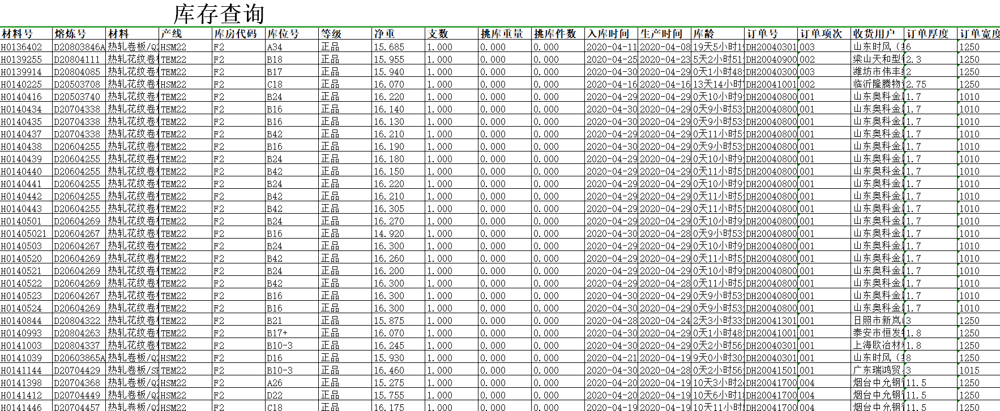 库存查询
材料号 熔炼号 材料 产线 库房代码 库位号 等级 净重 支数 挑库重量 挑库件数 入库时间 生产时间 库龄 订单号 订单项次 收货用户 订单厚度 订单宽度
H0136402 D20803846A 热轧卷板/Q2 HSM22 F2 A34 正品 15.685 1.000 0.000 0.000 2020-04-11 2020-04-08 19天5小时19 DH20040301 003 山东时风（集 6 1250
H0139255 D20804111 热轧花纹卷 TEM22 F2 B18 正品 15.955 1.000 0.000 0.000 2020-04-25 2020-04-23 5天2小时51 DH20040900 002 梁山天和型 2.3 1250
H0139914 D20804085 热轧花纹卷 TEM22 F2 B17 正品 15.940 1.000 0.000 0.000 2020-04-30 2020-04-29 0天1小时48 DH20040300 003 潍坊市伟丰 2 1250
H0140225 D20503708 热轧花纹卷 HSM22 F2 C18 正品 16.070 1.000 0.000 0.000 2020-04-16 2020-04-16 13天14小时 DH20041001 002 临沂隆腾物 2.75 1250
H0140416 D20503740 热轧花纹卷 TEM22 F2 B24 正品 16.220 1.000 0.000 0.000 2020-04-29 2020-04-29 0天10小时9 DH20040800 001 山东奥科金 1.7 1010
H0140434 D20704338 热轧花纹卷 TEM22 F2 B16 正品 16.140 1.000 0.000 0.000 2020-04-30 2020-04-29 0天9小时53 DH20040800 001 山东奥科金 1.7 1010
H0140435 D20704338 热轧花纹卷 TEM22 F2 B16 正品 16.130 1.000 0.000 0.000 2020-04-30 2020-04-29 0天9小时53 DH20040800 001 山东奥科金 1.7 1010
H0140437 D20704338 热轧花纹卷 TEM22 F2 B42 正品 16.210 1.000 0.000 0.000 2020-04-29 2020-04-29 0天11小时5 DH20040800 001 山东奥科金 1.7 1010
H0140438 D20604255 热轧花纹卷 TEM22 F2 B16 正品 16.190 1.000 0.000 0.000 2020-04-30 2020-04-29 0天9小时53 DH20040800 001 山东奥科金 1.7 1010
H0140439 D20604255 热轧花纹卷 TEM22 F2 B24 正品 16.180 1.000 0.000 0.000 2020-04-29 2020-04-29 0天10小时9 DH20040800 001 山东奥科金 1.7 1010
H0140440 D20604255 热轧花纹卷 TEM22 F2 B42 正品 16.150 1.000 0.000 0.000 2020-04-29 2020-04-29 0天11小时5 DH20040800 001 山东奥科金 1.7 1010
H0140441 D20604255 热轧花纹卷 TEM22 F2 B24 正品 16.220 1.000 0.000 0.000 2020-04-29 2020-04-29 0天10小时9 DH20040800 001 山东奥科金 1.7 1010
H0140442 D20604255 热轧花纹卷 TEM22 F2 B42 正品 16.210 1.000 0.000 0.000 2020-04-29 2020-04-29 0天11小时5 DH20040800 001 山东奥科金 1.7 1010
H0140443 D20604255 热轧花纹卷 TEM22 F2 B42 正品 16.305 1.000 0.000 0.000 2020-04-29 2020-04-29 0天11小时5 DH20040800 001 山东奥科金 1.7 1010
H0140501 D20604269 热轧花纹卷 TEM22 F2 B24 正品 16.270 1.000 0.000 0.000 2020-04-29 2020-04-29 0天10小时9 DH20040800 001 山东奥科金 1.7 1010
H01405021 D20604267 热轧花纹卷 TEM22 F2 B16 正品 14.920 1.000 0.000 0.000 2020-04-30 2020-04-28 0天9小时53 DH20040800 001 山东奥科金 1.7 1010
H0140503 D20604267 热轧花纹卷 TEM22 F2 B24 正品 16.300 1.000 0.000 0.000 2020-04-29 2020-04-29 0天10小时9 DH20040800 001 山东奥科金 1.7 1010
H0140520 D20604269 热轧花纹卷 TEM22 F2 B42 正品 16.260 1.000 0.000 0.000 2020-04-29 2020-04-29 0天11小时5 DH20040800 001 山东奥科金 1.7 1010
H0140521 D20604269 热轧花纹卷 TEM22 F2 B24 正品 16.200 1.000 0.000 0.000 2020-04-29 2020-04-29 0天10小时9 DH20040800 001 山东奥科金 1.7 1010
H0140522 D20604269 热轧花纹卷 TEM22 F2 B42 正品 16.300 1.000 0.000 0.000 2020-04-29 2020-04-28 0天11小时5 DH20040800 001 山东奥科金 1.7 1010
H0140523 D20604267 热轧花纹卷 TEM22 F2 B16 正品 16.300 1.000 0.000 0.000 2020-04-30 2020-04-29 0天9小时53 DH20040800 001 山东奥科金 1.7 1010
H0140524 D20604269 热轧花纹卷 TEM22 F2 B16 正品 16.300 1.000 0.000 0.000 2020-04-30 2020-04-29 0天9小时53 DH20040800 001 山东奥科金 1.7 1010
H0140844 D20804322 热轧花纹卷 TEM22 F2 B21 正品 15.875 1.000 0.000 0.000 2020-04-28 2020-04-24 2天3小时33 DH20041301 001 日照市新岚 3 1250
H0140993 D20804263 热轧花纹卷 TEM22 F2 B17+ 正品 16.070 1.000 0.000 0.000 2020-04-30 2020-04-29 0天1小时48 DH20041001 001 泰安市恒发 1.8 1250
H0141003 D20804337 热轧花纹卷 TEM22 F2 B10-3 正品 16.245 1.000 0.000 0.000 2020-04-30 2020-04-29 0天2小时56 DH20040301 001 上海欧冶材 1.8 1250
H0141039 D20603865A 热轧卷板/Q2 HSM22 F2 D16 正品 15.930 1.000 0.000 0.000 2020-04-21 2020-04-19 9天0小时30 DH20040301 001 山东时风（集 8 1250
H0141144 D20704429 热轧卷板/SP TEM22 F2 B10-3 正品 16.460 1.000 0.000 0.000 2020-04-30 2020-04-28 0天2小时56 DH20041501 001 广东瑞鸿贸 3 1015
H0141398 D20704368 热轧卷板/Q2 HSM22 F2 A26 正品 15.275 1.000 0.000 0.000 2020-04-20 2020-04-19 10天3小时24 DH20041700 004 烟台中允钢 11.5 1250
H0141412 D20704449 热轧卷板/Q2 HSM22 F2 D22 正品 15.755 1.000 0.000 0.000 2020-04-20 2020-04-19 10天6小时18 DH20041700 004 烟台中允钢 11.5 1250
H0141446 D20704457 热轧卷板/Q2 HSM22 F2 C18 正品 16.175 1.000 0.000 0.000 2020-04-19 2020-04-19 10天11小时 DH20041700 004 烟台中允钢 11.5 1250